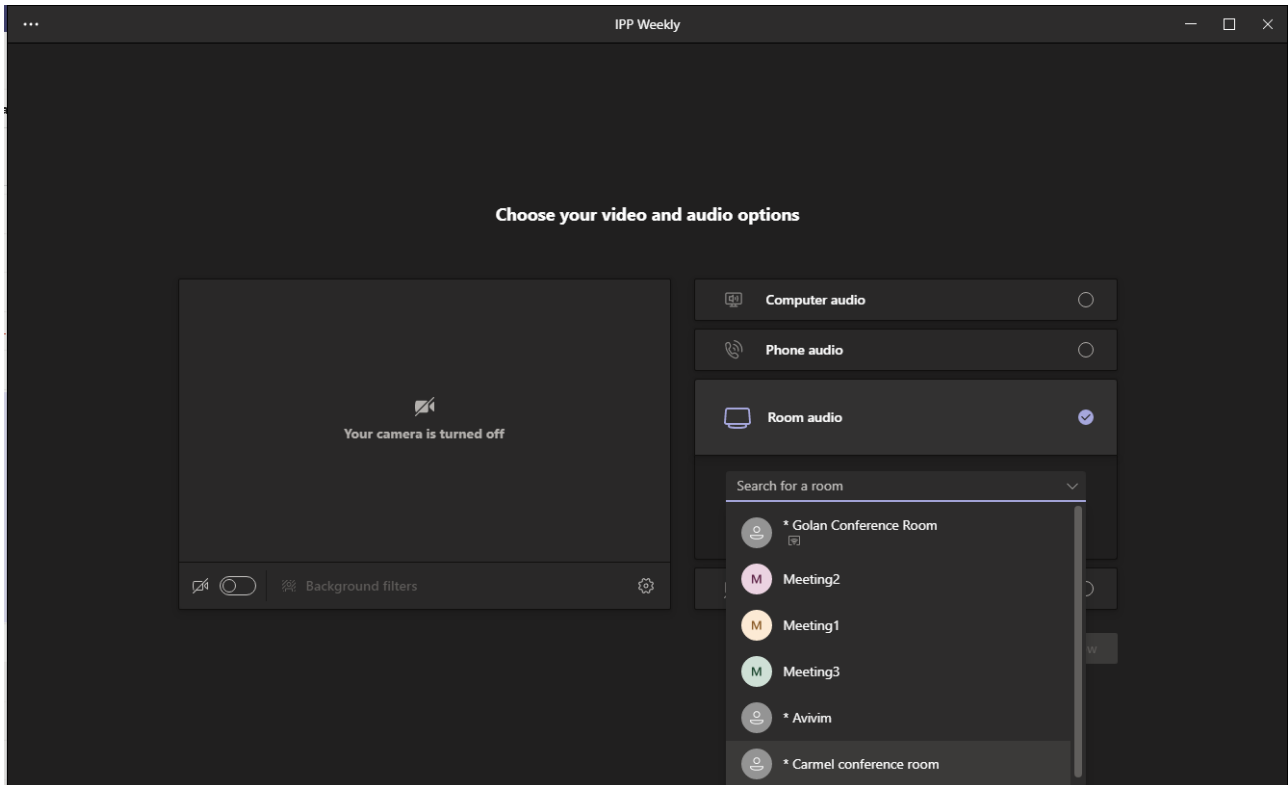 IPP Weekly
Choose your video and audio options
Your camera is turned off
Background filters
Computer audio
Phone audio
Room audio
Search for a room
* Golan Conference Room
M Meeting2
M Meeting1
M Meeting3
* Avivim
* Carmel conference room